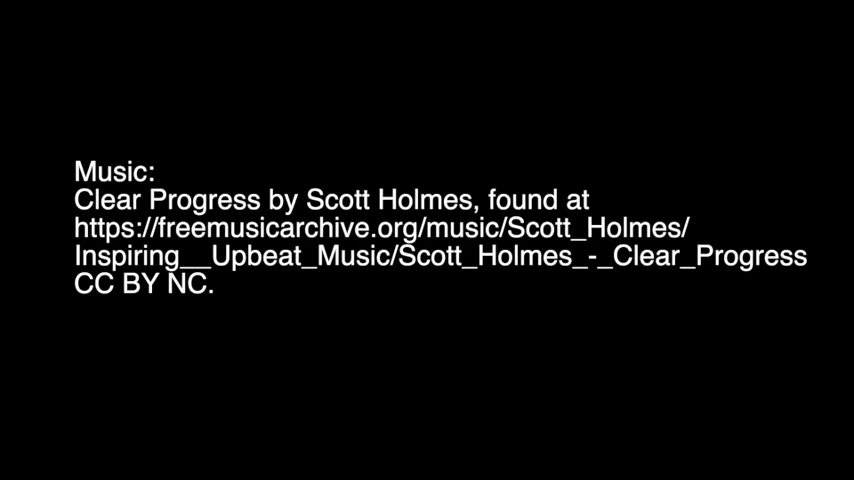 Music:
Clear Progress by Scott Holmes, found at
https://freemusicarchive.org/music/Scott_Holmes/
Inspiring__Upbeat_Music/Scott_Holmes_-_Clear_Progress
CC BY NC.